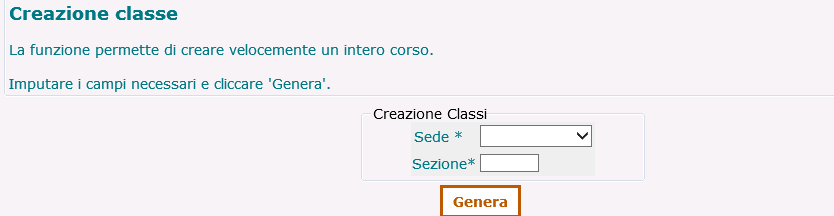 Creazione classe
La funzione permette di creare velocemente un intero corso.
Imputare i campi necessari e cliccare 'Genera'.
Creazione Classi
Sede *
Sezione*
Genera